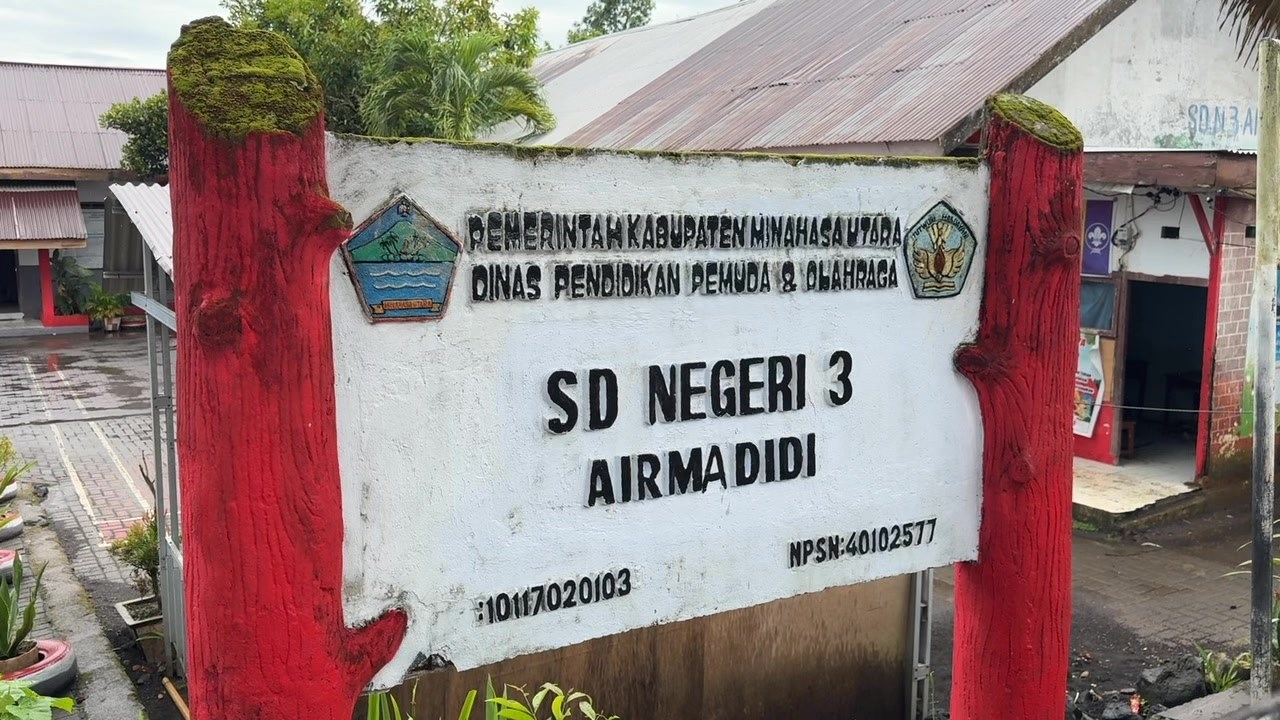 PEMERINTAH KABUPATEN MINAHASA UTARA
DINAS PENDIDIKAN PEMUDA & OLAHRAGA
SD NEGERI 3
AIRMADIDI
NPSN:40102577
:10117020103